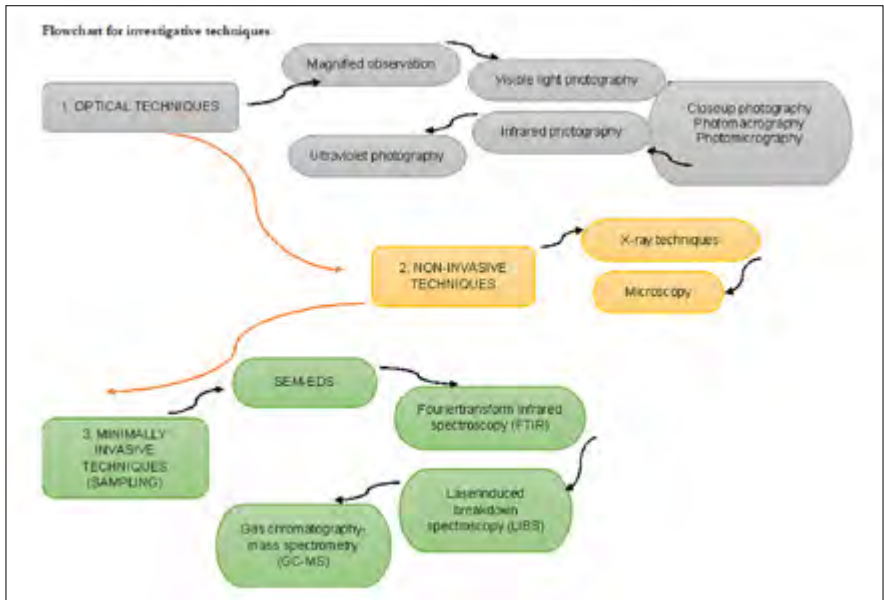 Flowchart for investigative techniques
Magnified observation
Visible light photography
1. OPTICAL TECHNIQUES
Closeup photography
Photomacrography
Photomicrography
Infrared photography
Ultraviolet photography
X-ray techniques
2. NON-INVASIVE
TECHNIQUES
Microscopy
SEM-EDS
Fouriertransform infrared
spectroscopy (FTIR)
3. MINIMALLY
INVASIVE
TECHNIQUES
(SAMPLING)
Laserinduced
breakdown
spectroscopy (LIBS)
Gas chromatography-
mass spectrometry
(GC-MS)